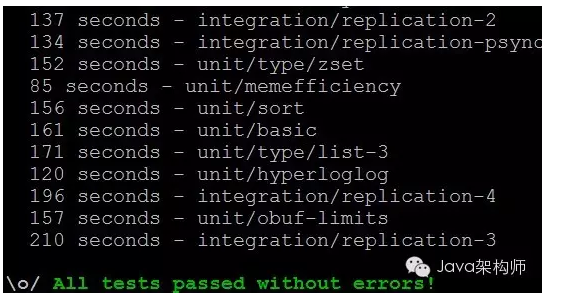 137 seconds - integration/replication-2
134 seconds - integration/replication-psync
152 seconds - unit/type/zset
85 seconds - unit/memefficiency
156 seconds - unit/sort
161 seconds - unit/basic
171 seconds - unit/type/list-3
120 seconds - unit/hyperloglog
196 seconds - integration/replication-4
157 seconds - unit/obuf-limits
210 seconds - integration/replication-3
Java架构师
\o/ All tests passed without errors!